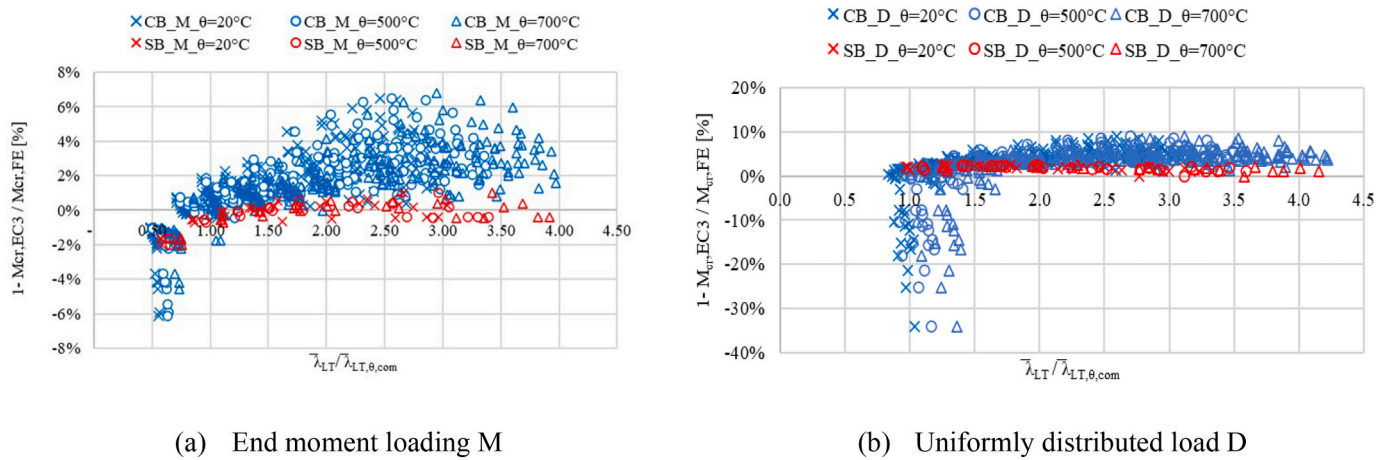 CB_M_θ=20°C CB_M_θ=500°C CB_M_θ=700°C
SB_M_θ=20°C SB_M_θ=500°C SB_M_θ=700°C
8%
6%
4%
2%
0%
-2%
-4%
-6%
-8%
- 0.50 1.00 1.50 2.00 2.50 3.00 3.50 4.00 4.50
1- Mcr,EC3 / Mcr,FE [%]
λ̅LT/λ̅LT,θ,com
(a) End moment loading M
CB_D_θ=20°C CB_D_θ=500°C CB_D_θ=700°C
SB_D_θ=20°C SB_D_θ=500°C SB_D_θ=700°C
20%
10%
0%
-10%
-20%
-30%
-40%
0.0 0.5 1.0 1.5 2.0 2.5 3.0 3.5 4.0 4.5
1- Mcr,EC3 / Mcr,FE [%]
λ̅LT/λ̅LT,θ,com
(b) Uniformly distributed load D